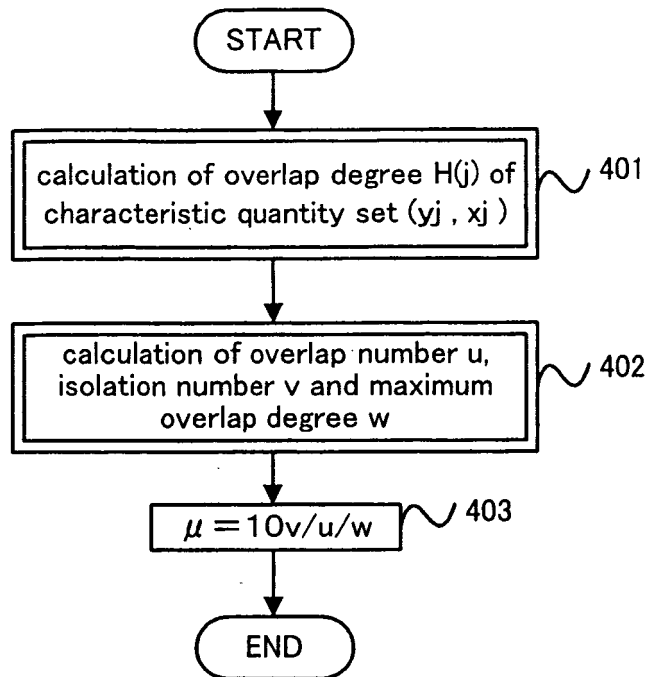 START
calculation of overlap degree H(j) of
characteristic quantity set (yj , xj )
401
calculation of overlap number u,
isolation number v and maximum
overlap degree w
402
μ=10v/u/w
403
END